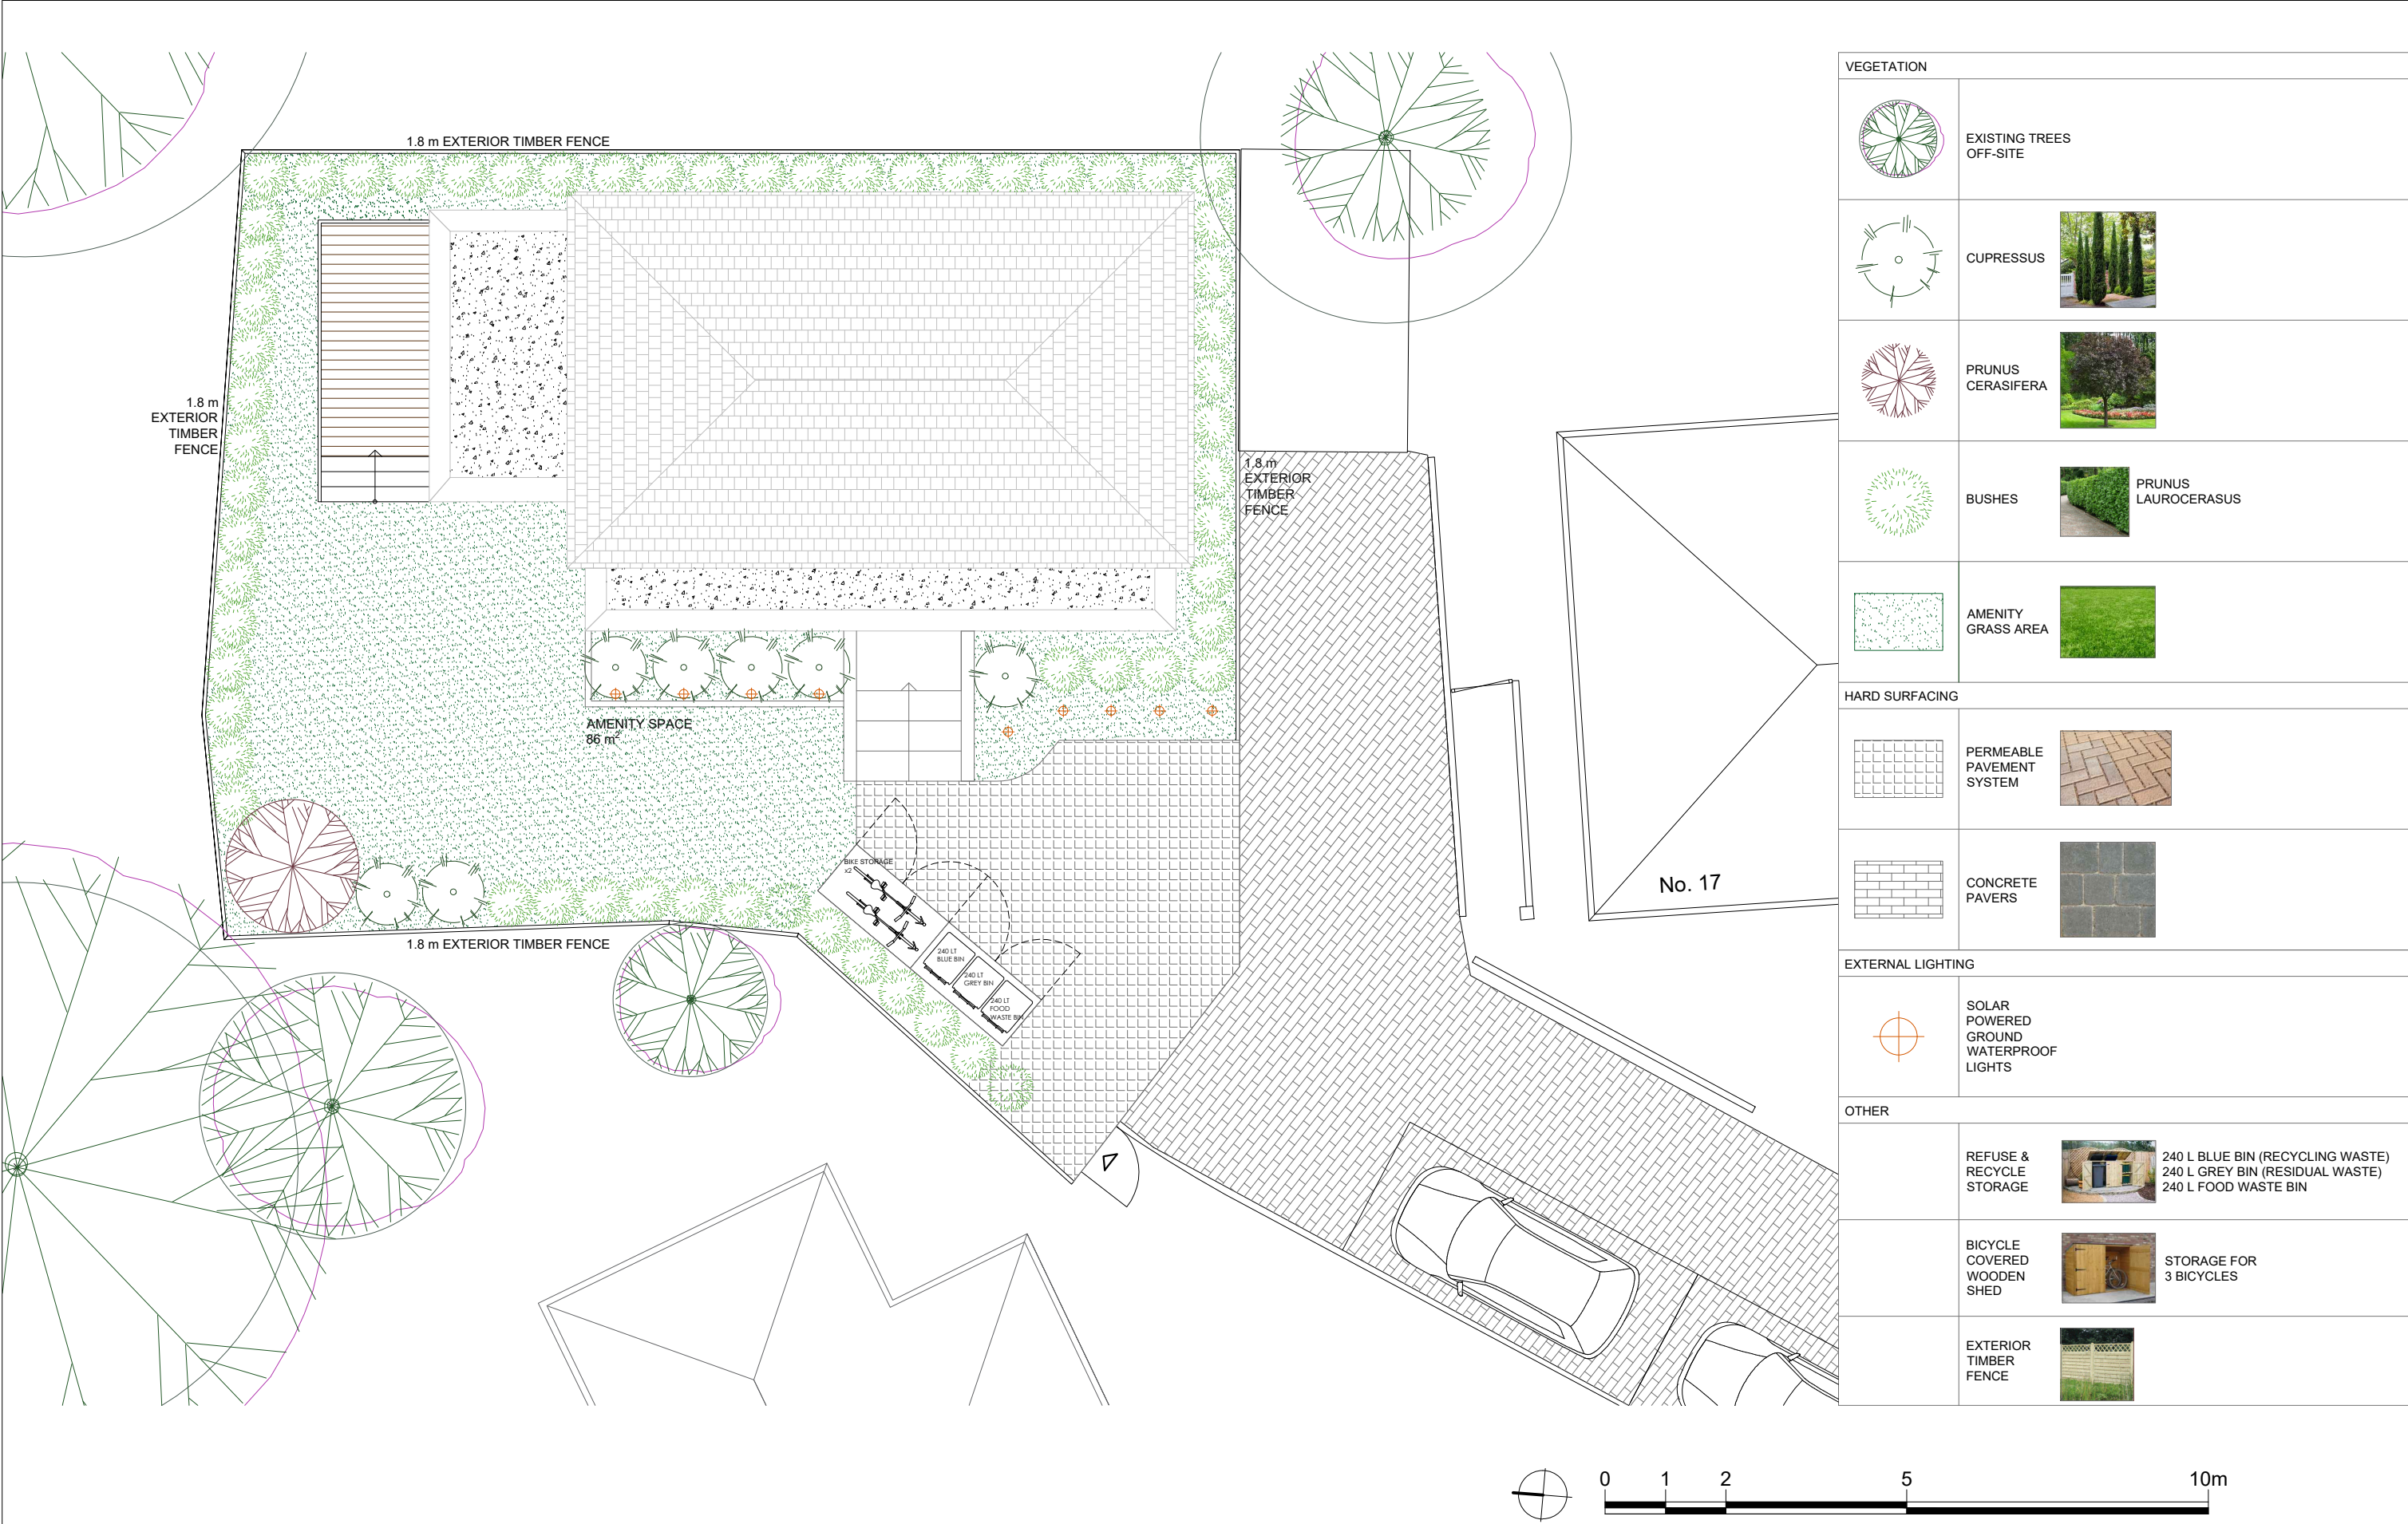 1.8 m EXTERIOR TIMBER FENCE
1.8 m
EXTERIOR
TIMBER
FENCE
1.8 m
EXTERIOR
TIMBER
FENCE
AMENITY SPACE
86 m²
BIKE STORAGE
x2
240 LT
BLUE BIN
240 LT
GREY BIN
240 LT
FOOD
WASTE BIN
1.8 m EXTERIOR TIMBER FENCE
No. 17
VEGETATION
EXISTING TREES
OFF-SITE
CUPRESSUS
PRUNUS
CERASIFERA
BUSHES
PRUNUS
LAUROCERASUS
AMENITY
GRASS AREA
HARD SURFACING
PERMEABLE
PAVEMENT
SYSTEM
CONCRETE
PAVERS
EXTERNAL LIGHTING
SOLAR
POWERED
GROUND
WATERPROOF
LIGHTS
OTHER
REFUSE &
RECYCLE
STORAGE
240 L BLUE BIN (RECYCLING WASTE)
240 L GREY BIN (RESIDUAL WASTE)
240 L FOOD WASTE BIN
BICYCLE
COVERED
WOODEN
SHED
STORAGE FOR
3 BICYCLES
EXTERIOR
TIMBER
FENCE
0 1 2 5 10m